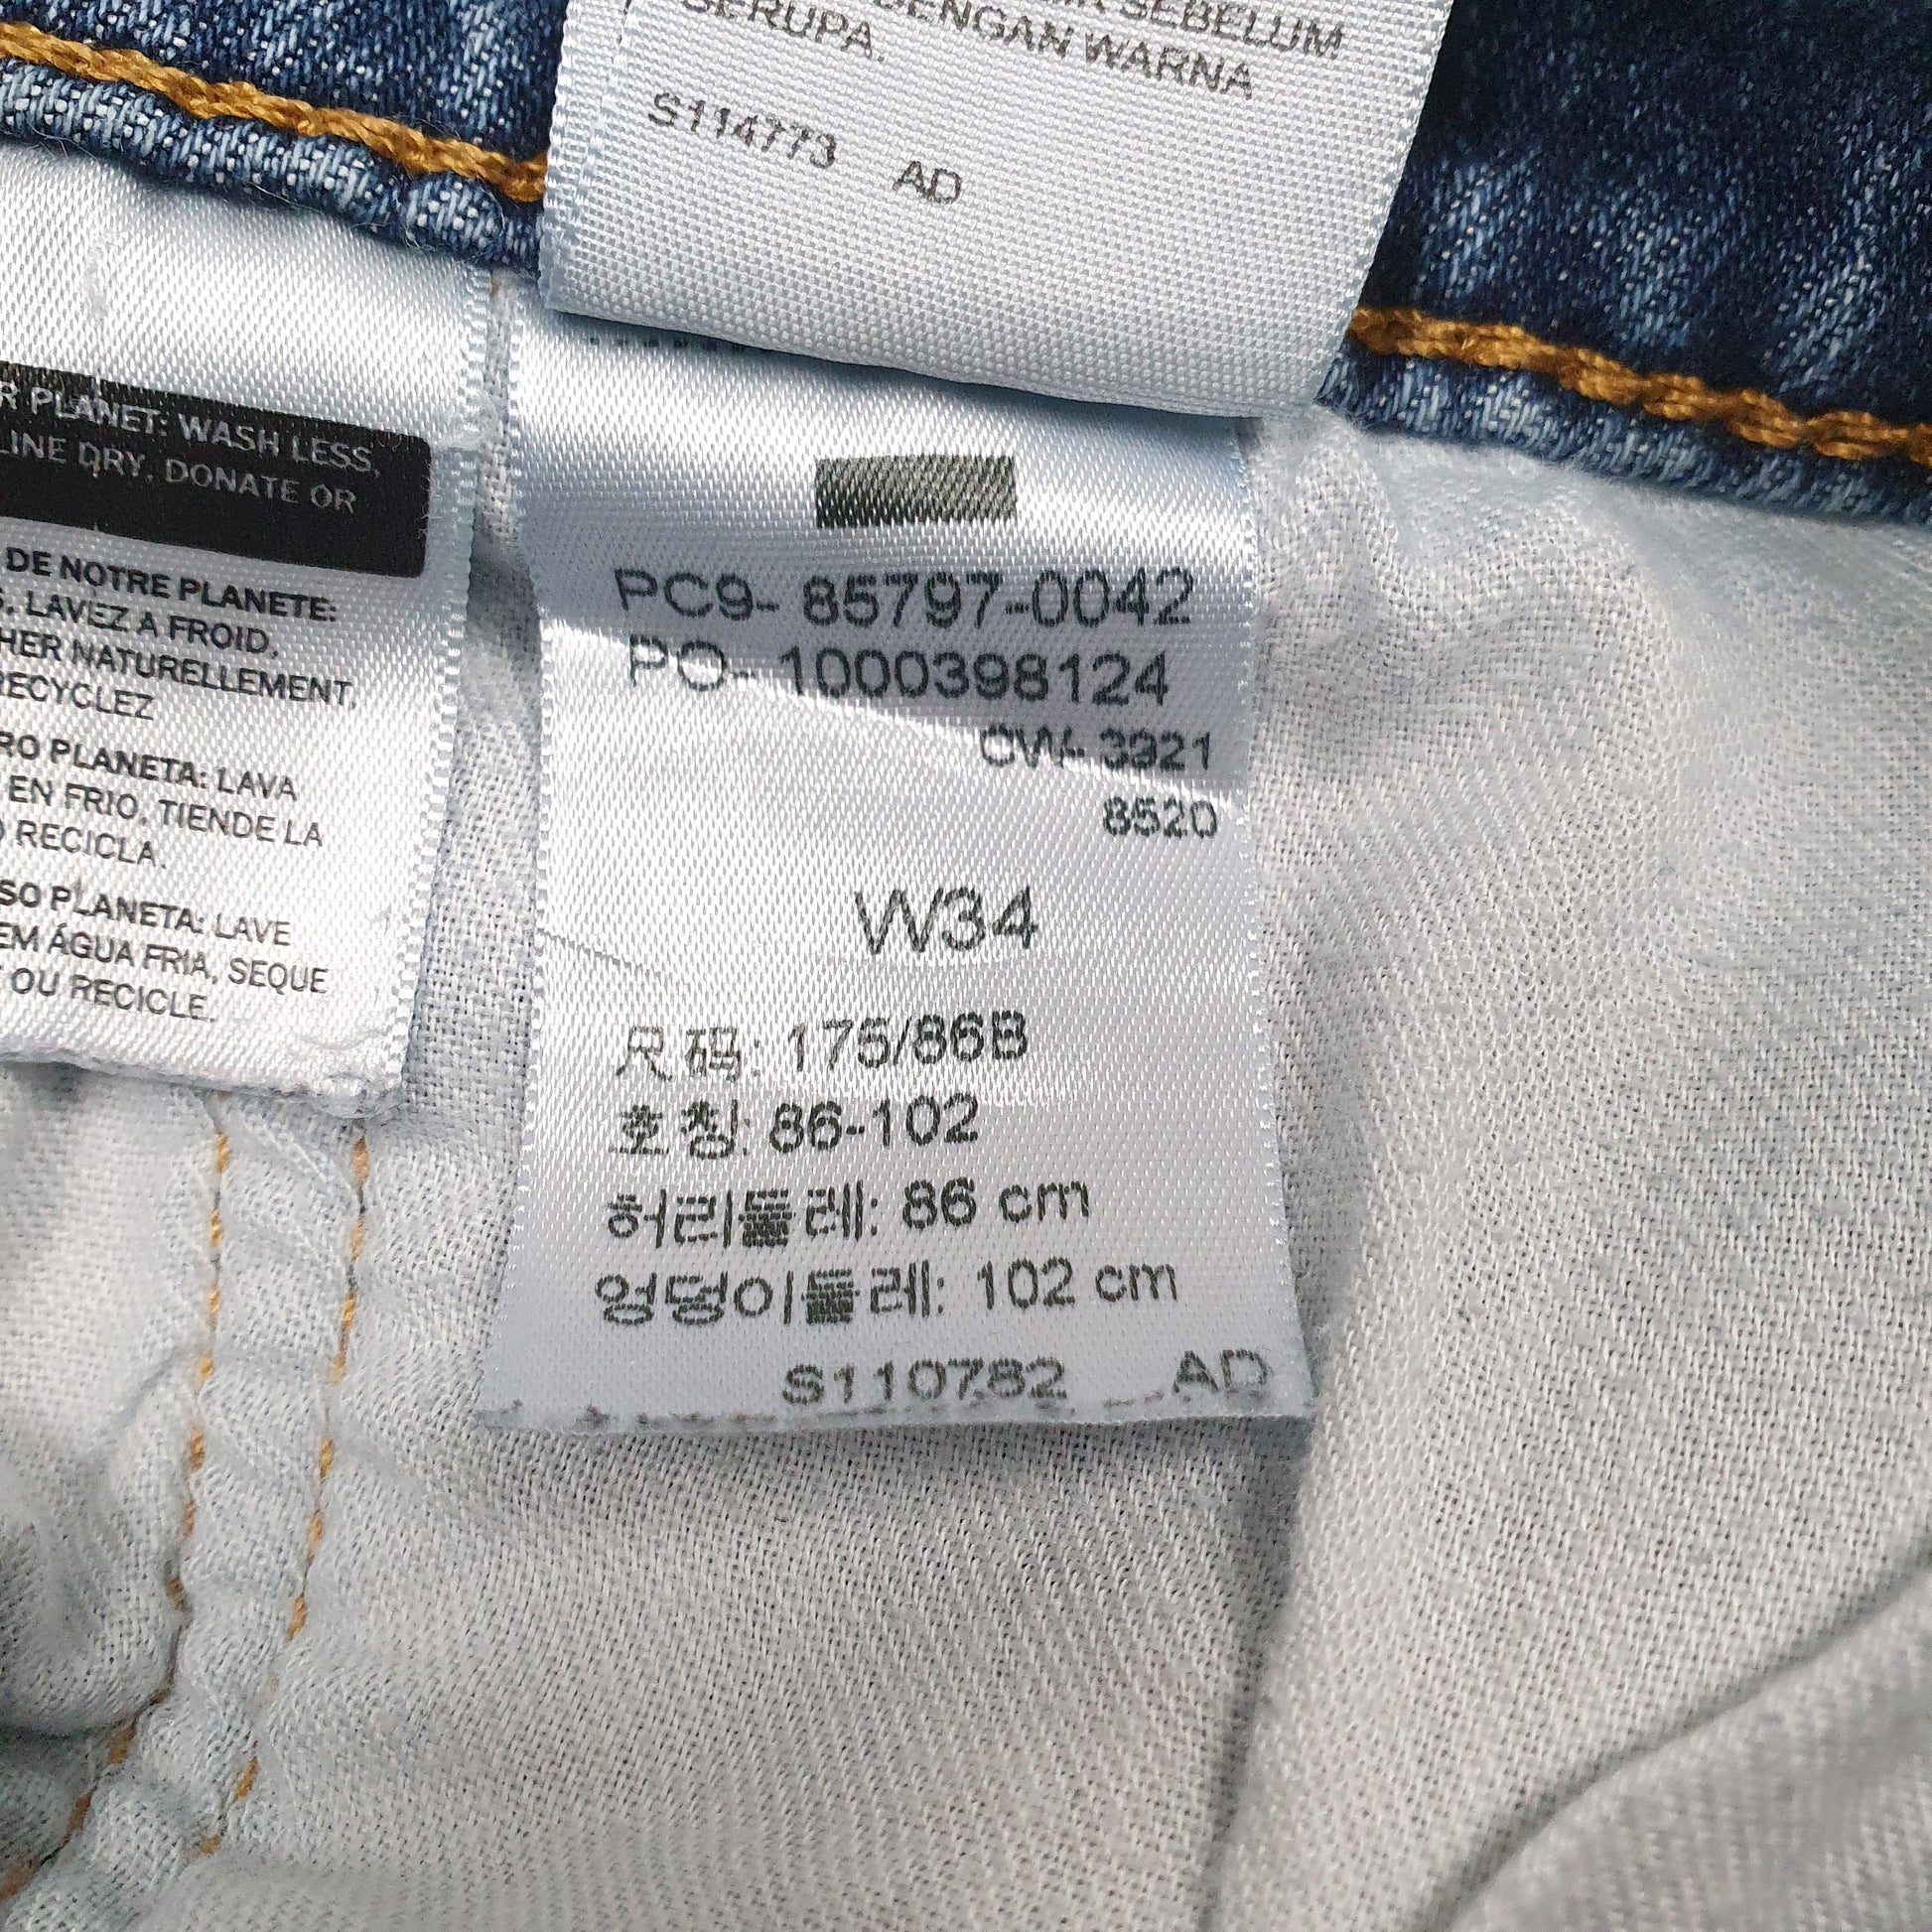 SEBELUM
SERUPA. DENGAN WARNA
S114773 AD
R PLANET: WASH LESS,
LINE DRY, DONATE OR
DE NOTRE PLANETE:
LAVEZ A FROID,
HER NATURELLEMENT,
RECYCLEZ
RO PLANETA: LAVA
EN FRIO, TIENDE LA
O RECICLA.
SO PLANETA: LAVE
EM ÁGUA FRIA, SEQUE
OU RECICLE.
PC9- 85797-0042
PO- 1000398124
CW- 3921
8520
W34
尺码: 175/86B
호칭: 86-102
허리둘레: 86 cm
엉덩이둘레: 102 cm
S110782 AD